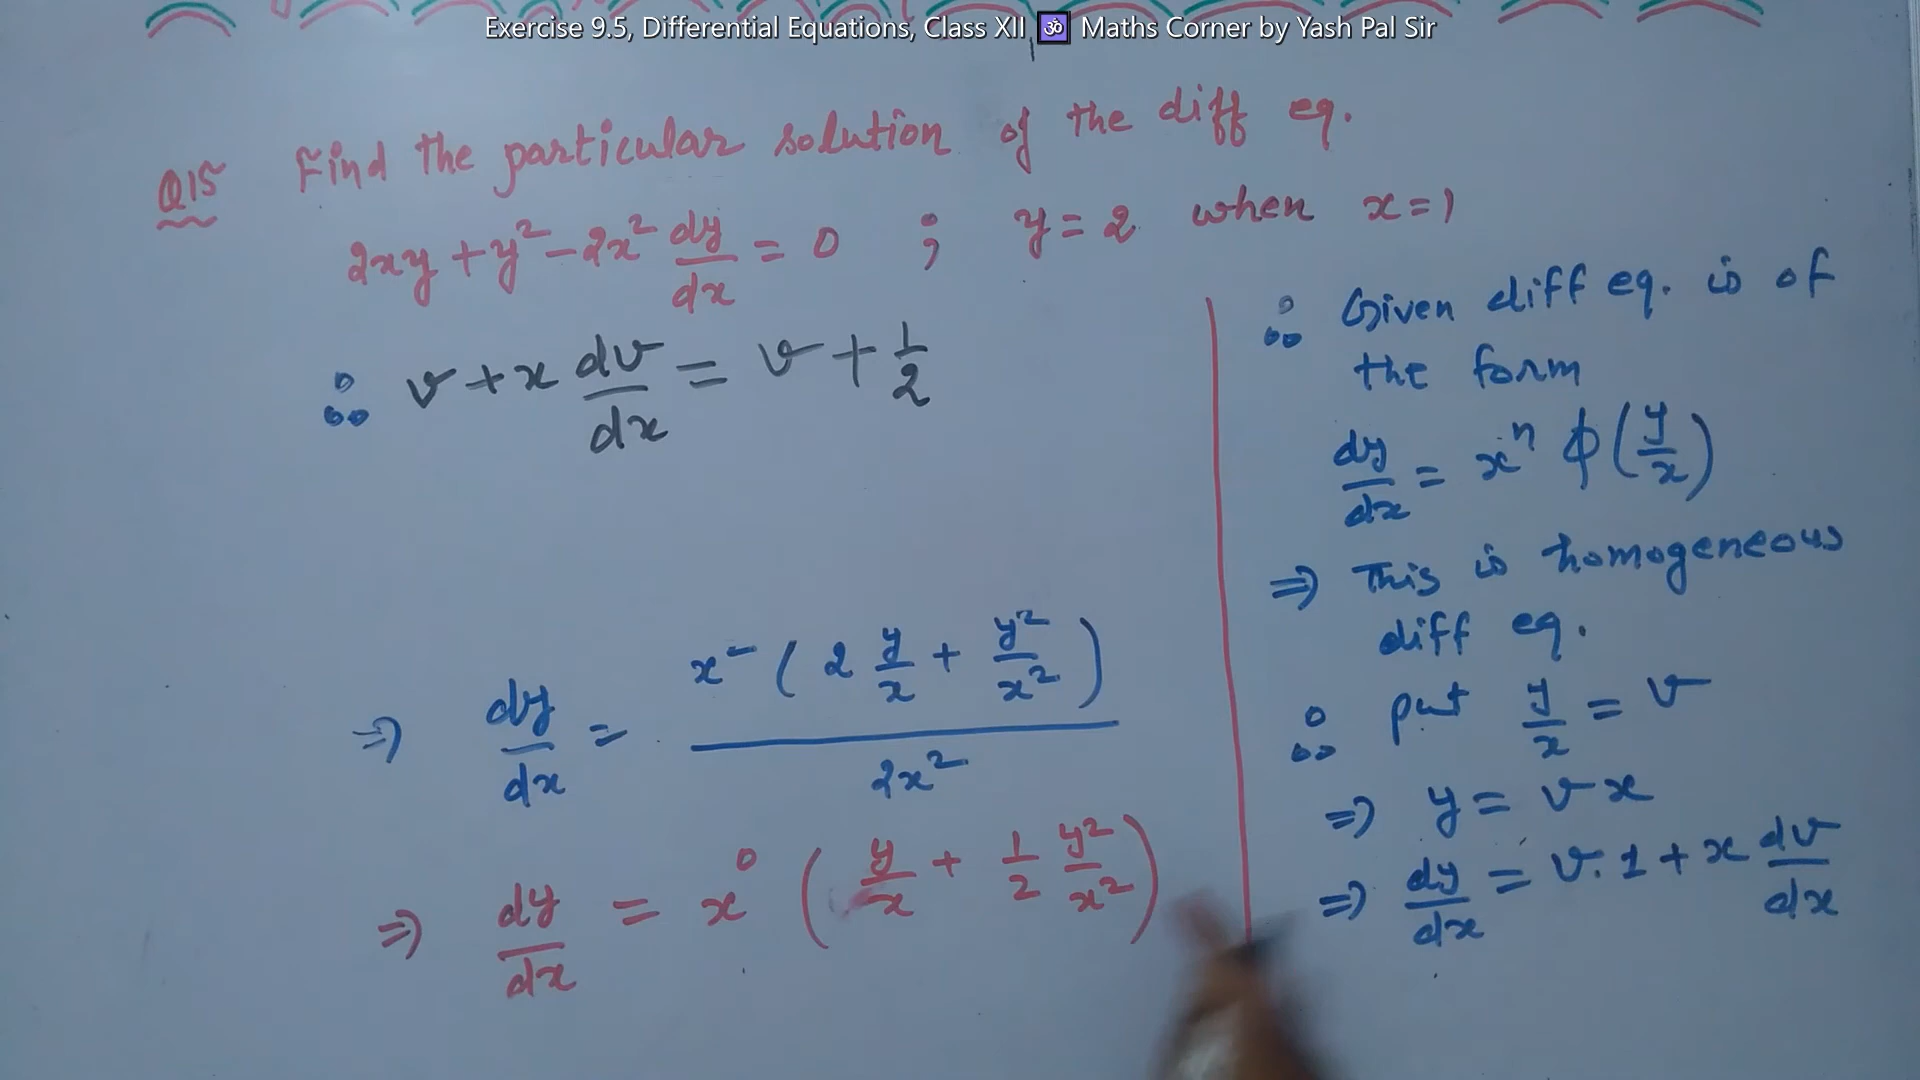 Exercise 9.5, Differential Equations, Class XII ॐ Maths Corner by Yash Pal Sir
Q15 Find the particular solution of the diff eq.
2xy + y² - 2x² dy/dx = 0 ; y = 2 when x = 1
∴ v + x dv/dx = v + 1/2
⇒ dy/dx = x² ( 2 y/x + y²/x² ) / 2x²
⇒ dy/dx = x⁰ ( y/x + 1/2 y²/x² )
∴ Given diff eq. is of
the form
dy/dx = xⁿ ϕ(y/x)
⇒ This is homogeneous
diff eq.
∴ put y/x = v
⇒ y = vx
⇒ dy/dx = v.1 + x dv/dx